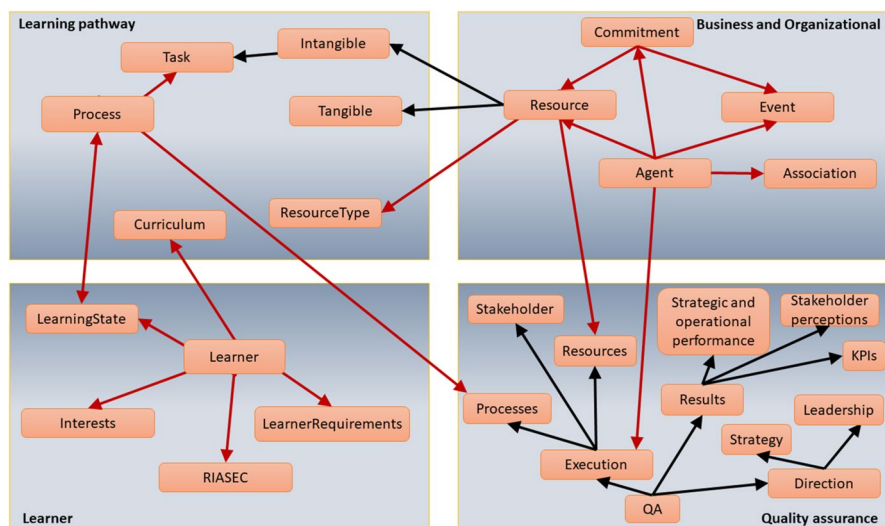 Learning pathway
Business and Organizational
Commitment
Intangible
Task
Process
Tangible
Resource
Event
Agent
Association
ResourceType
Curriculum
LearningState
Learner
Interests
LearnerRequirements
RIASEC
Learner
Stakeholder
Strategic and
operational
performance
Stakeholder
perceptions
Resources
KPIs
Processes
Results
Leadership
Strategy
Execution
Direction
QA
Quality assurance